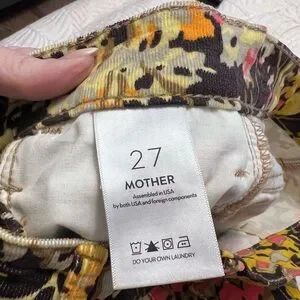 27
MOTHER
Assembled in USA
by both USA and foreign components
DO YOUR OWN LAUNDRY